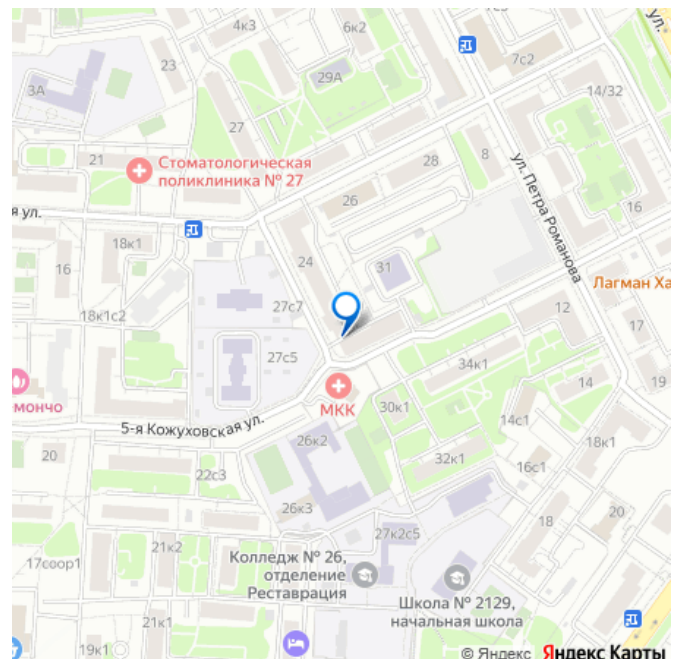 4к3
6к2
ул.
23
7с2
29А
3А
14/32
27
21
Стоматологическая
поликлиника № 27
28
8
ул. Петра Романова
26
16
я ул.
18к1
24
31
16
27с7
Лагман Ха
18к1с2
12
17
27с5
34к1
МКК
14
19
емончо
30к1
5-я Кожуховская ул.
14с1
26к2
18к1
20
32к1
22с3
16с1
26к3
18
20
27к2с5
21к2
17соор1
Колледж № 26,
отделение
Реставрация
Школа № 2129,
начальная школа
21к1
19к1
© Яндекс Яндекс Карты